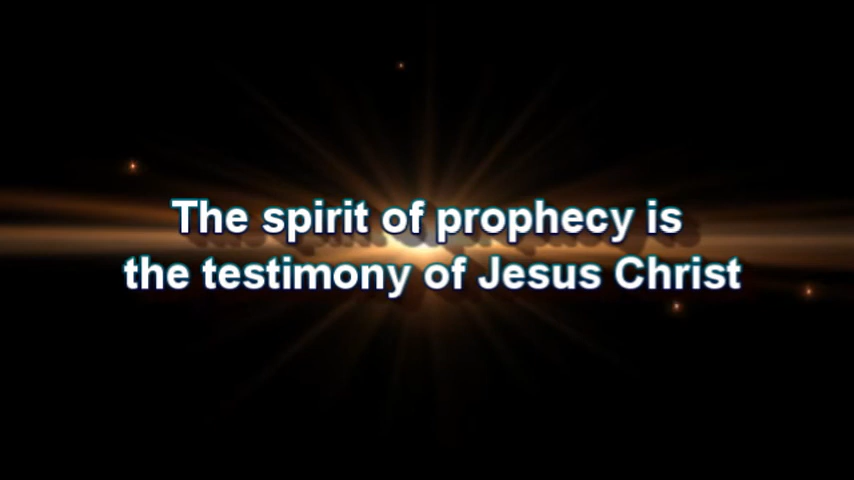 The spirit of prophecy is
the testimony of Jesus Christ